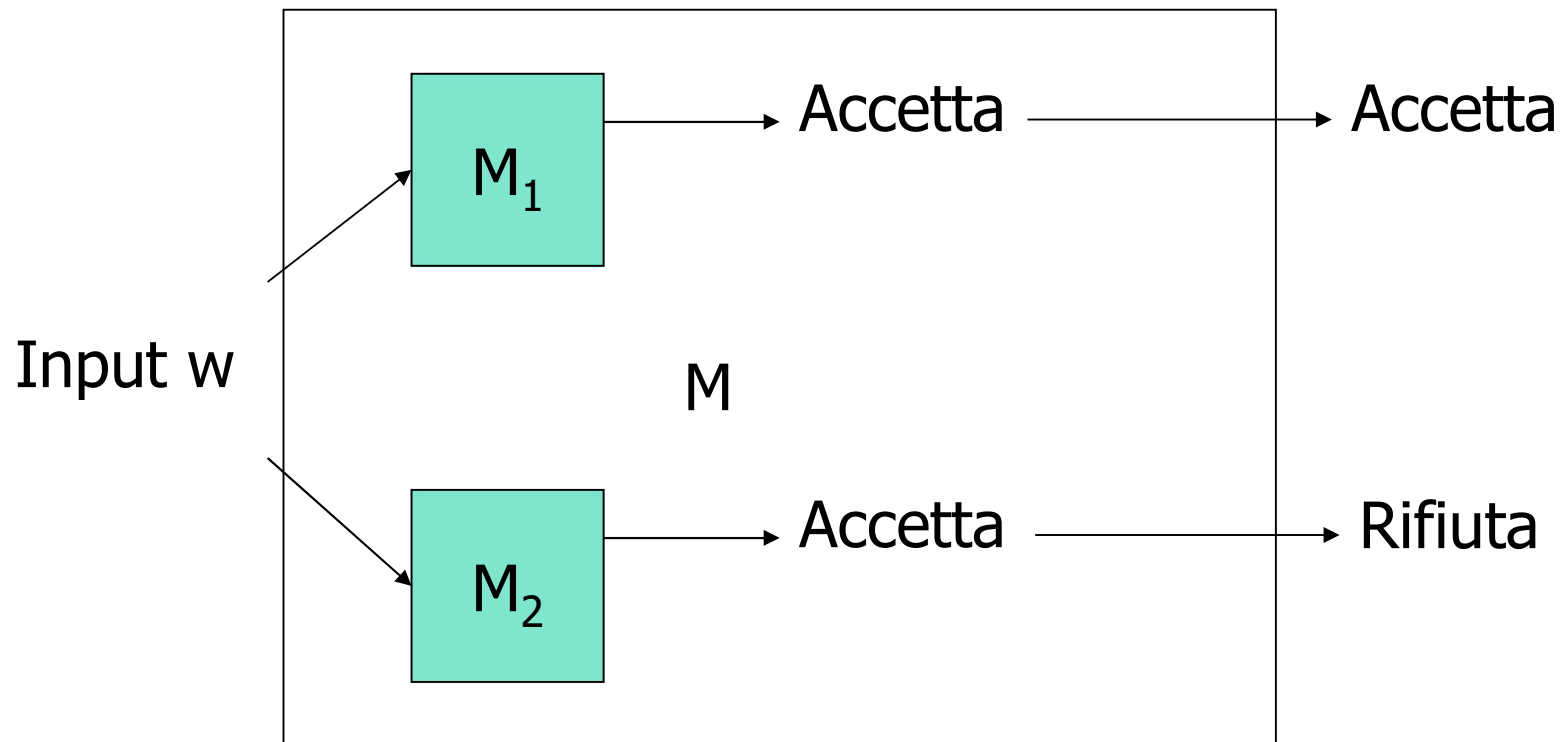 Accetta Accetta
M₁
Input w
M
Accetta Rifiuta
M₂